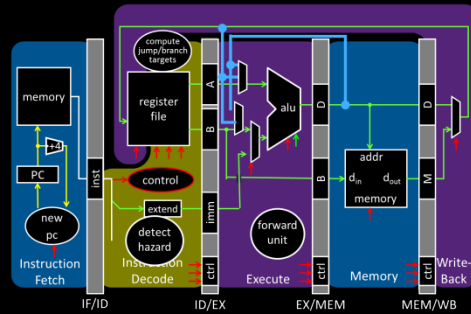 compute
jump/branch
targets
memory
register
file
A
B
alu
D
D
+4
addr
PC
inst
control
B
d_in
d_out
M
memory
extend
imm
new
pc
detect
hazard
forward
unit
Instruction
Fetch
Instruction
Decode
ctrl
Execute
ctrl
Memory
ctrl
Write-
Back
IF/ID
ID/EX
EX/MEM
MEM/WB